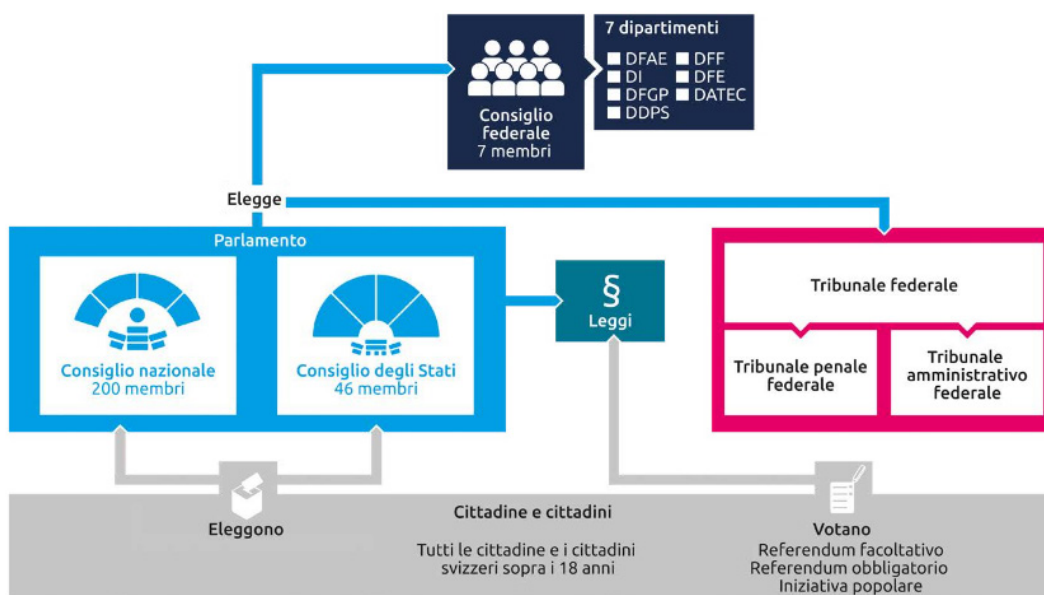 7 dipartimenti
DFAE
DFF
DI
DFE
DFGP
DATEC
DDPS
Consiglio
federale
7 membri
Elegge
Parlamento
Consiglio nazionale
200 membri
Consiglio degli Stati
46 membri
§
Leggi
Tribunale federale
Tribunale penale
federale
Tribunale
amministrativo
federale
Eleggono
Cittadine e cittadini
Tutti le cittadine e i cittadini
svizzeri sopra i 18 anni
Votano
Referendum facoltativo
Referendum obbligatorio
Iniziativa popolare